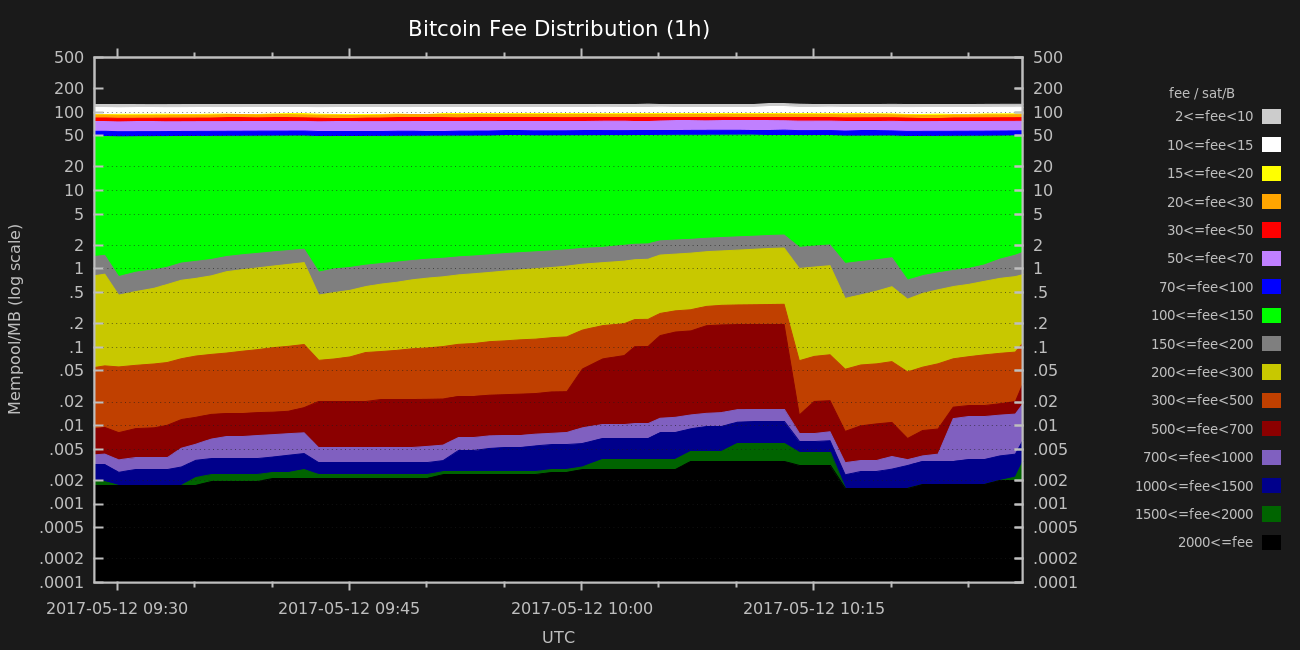 Bitcoin Fee Distribution (1h)
Mempool/MB (log scale)
500
200
100
50
20
10
5
2
1
.5
.2
.1
.05
.02
.01
.005
.002
.001
.0005
.0002
.0001
500
200
100
50
20
10
5
2
1
.5
.2
.1
.05
.02
.01
.005
.002
.001
.0005
.0002
.0001
2017-05-12 09:30 2017-05-12 09:45 2017-05-12 10:00 2017-05-12 10:15
UTC
fee / sat/B
2<=fee<10
10<=fee<15
15<=fee<20
20<=fee<30
30<=fee<50
50<=fee<70
70<=fee<100
100<=fee<150
150<=fee<200
200<=fee<300
300<=fee<500
500<=fee<700
700<=fee<1000
1000<=fee<1500
1500<=fee<2000
2000<=fee